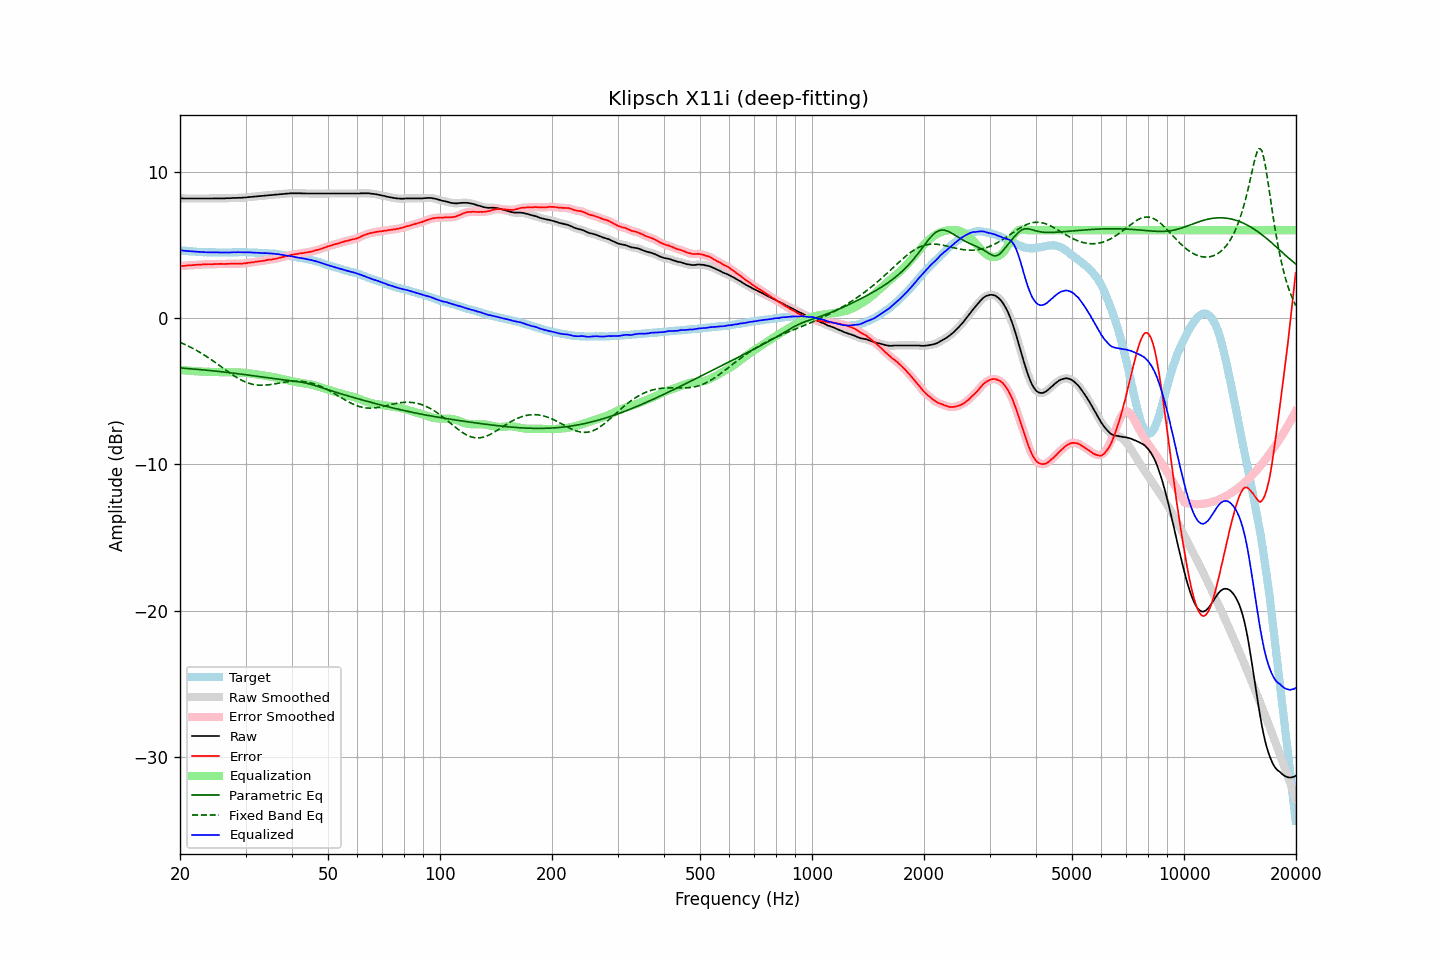 Klipsch X11i (deep-fitting)
Amplitude (dBr)
10
0
−10
−20
−30
Target
Raw Smoothed
Error Smoothed
Raw
Error
Equalization
Parametric Eq
Fixed Band Eq
Equalized
20 50 100 200 500 1000 2000 5000 10000 20000
Frequency (Hz)